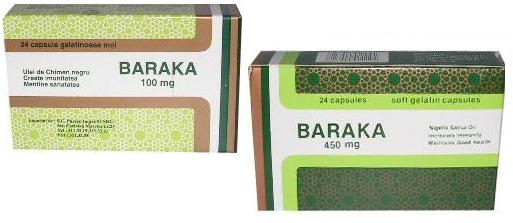 24 capsule gelatinoase moi
Ulei de Chimen negru
Creste imunitatea
Mentine sanatatea
BARAKA
100 mg
24 capsules soft gelatin capsules
BARAKA
450 mg
Nigella Sativa Oil
Increases Immunity
Maintains Good Health